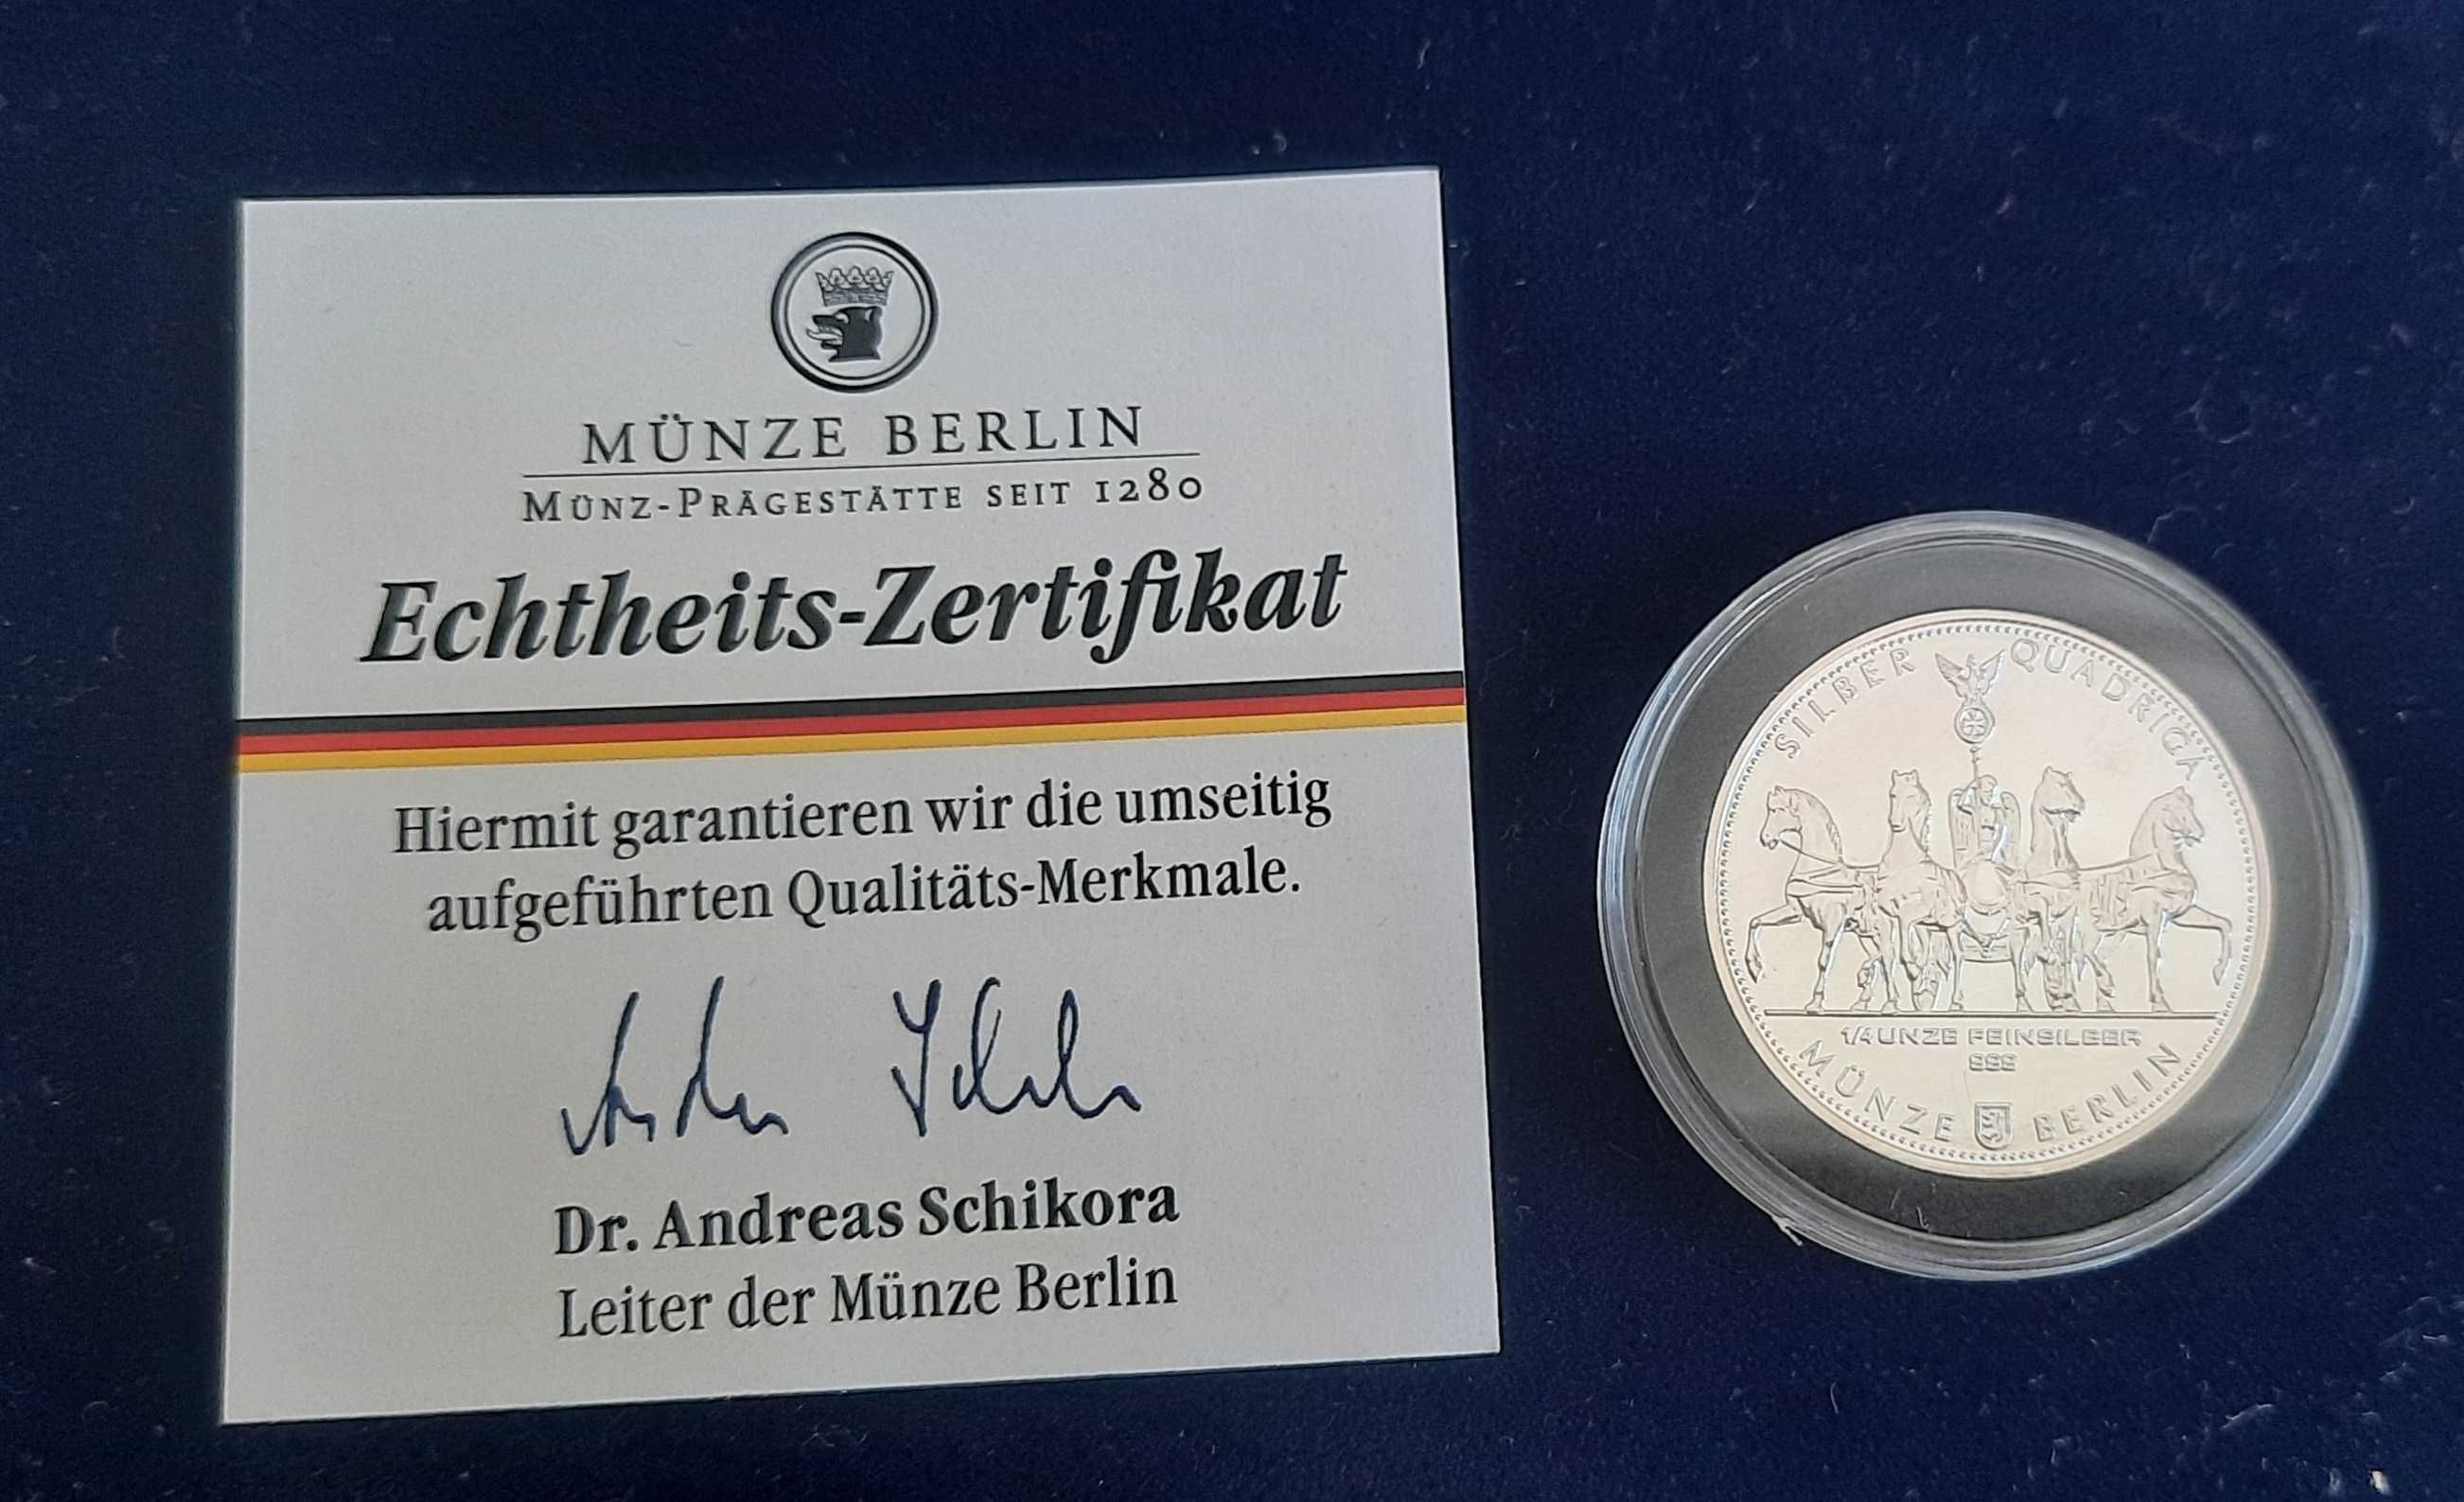 MÜNZE BERLIN
MÜNZ-PRÄGESTÄTTE SEIT 1280
Echtheits-Zertifikat
Hiermit garantieren wir die umseitig
aufgeführten Qualitäts-Merkmale.
Dr. Andreas Schikora
Leiter der Münze Berlin
SILBER QUADRIGA
1/4 UNZE FEINSILBER
999
MÜNZE BERLIN